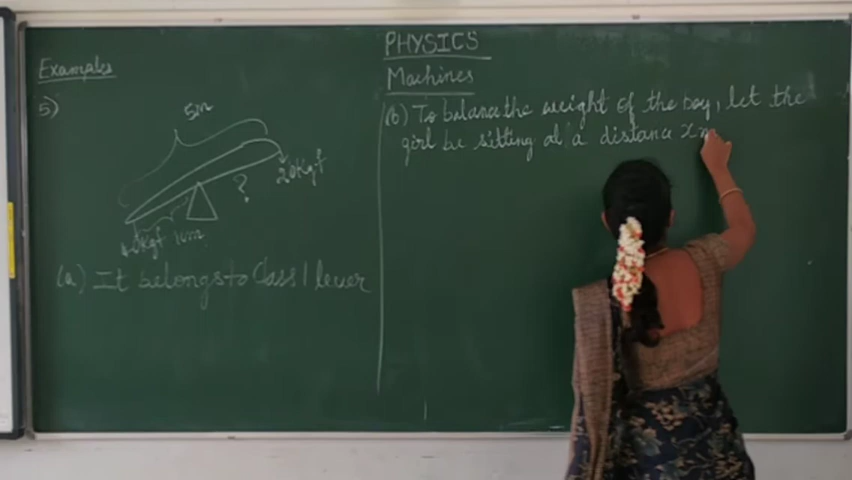 PHYSICS
Machines
Examples
5)
5m
?
20kgf
40kgf 1m
(a) It belongs to Class I lever
(b) To balance the weight of the boy, let the
girl be sitting at a distance x m